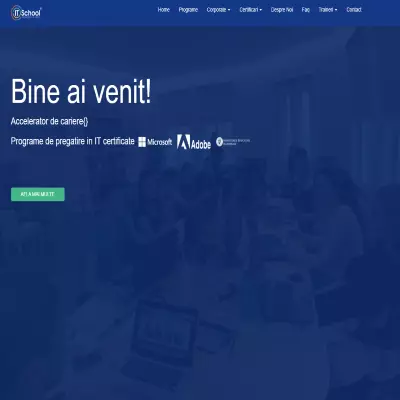 IT School
Home Programe Corporate Certificari Despre Noi Faq Traineri Contact
Bine ai venit!
Accelerator de cariere{}
Programe de pregatire in IT certificate Microsoft Adobe
AFLA MAI MULTE